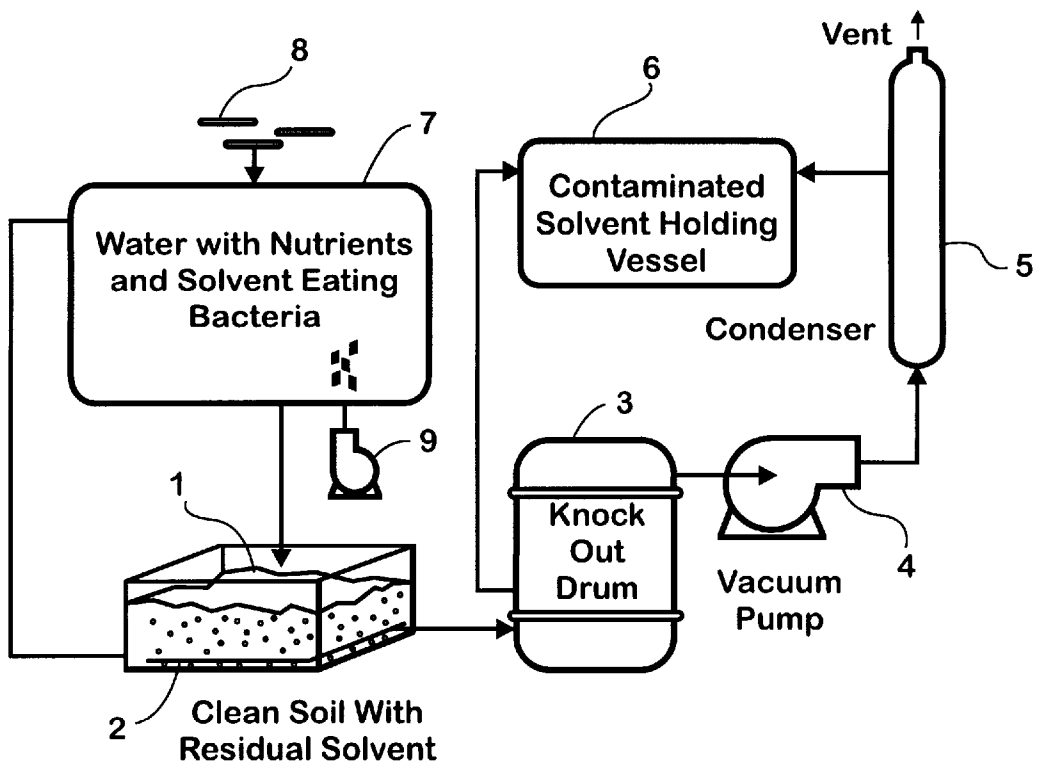 Vent
8
6
7
Contaminated
Solvent Holding
Vessel
Water with Nutrients
and Solvent Eating
Bacteria
5
Condenser
3
9
1
Knock
Out
Drum
4
Vacuum
Pump
2
Clean Soil With
Residual Solvent